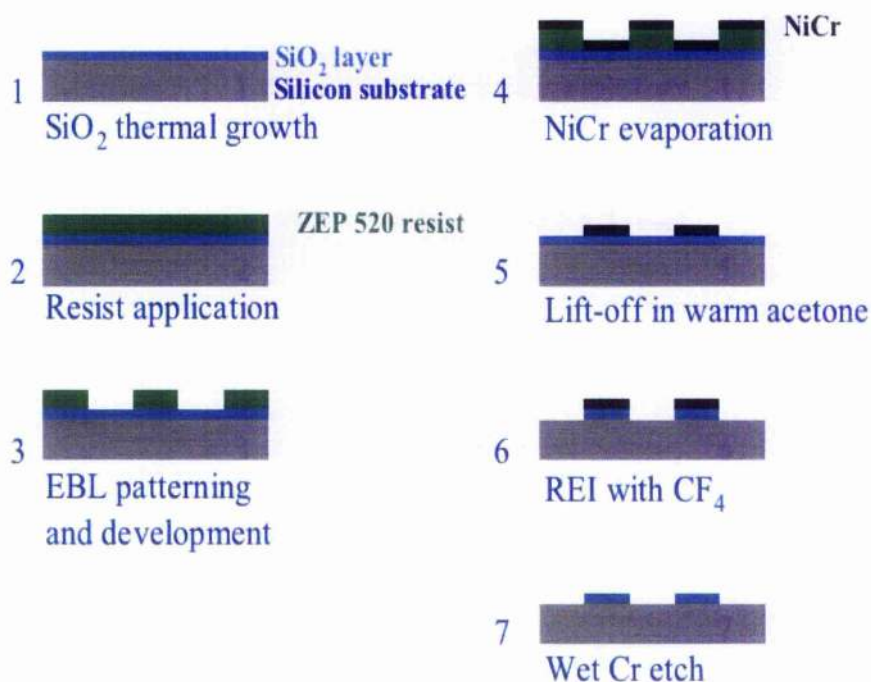 SiO₂ layer
1 Silicon substrate
SiO₂ thermal growth
ZEP 520 resist
2
Resist application
3
EBL patterning
and development
NiCr
4
NiCr evaporation
5
Lift-off in warm acetone
6
REI with CF₄
7
Wet Cr etch